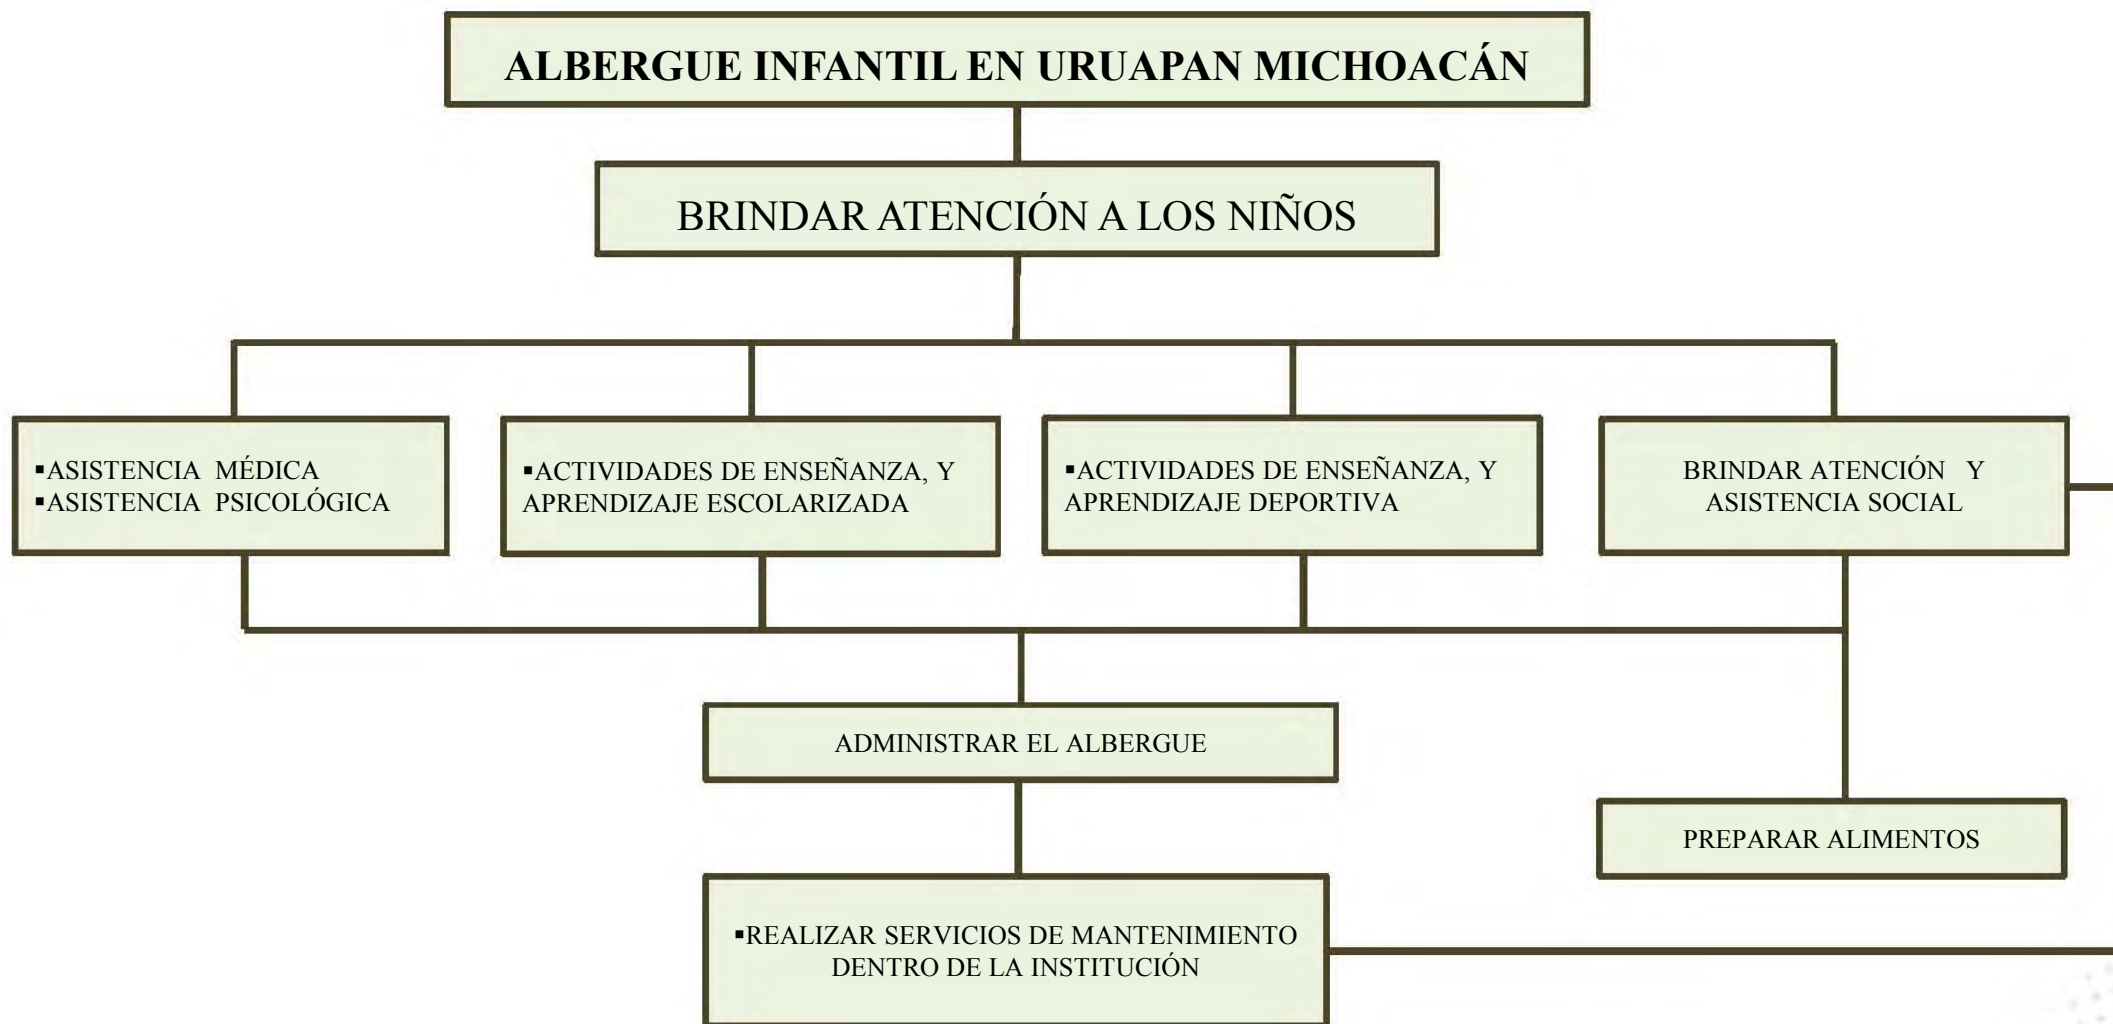 ALBERGUE INFANTIL EN URUAPAN MICHOACÁN
BRINDAR ATENCIÓN A LOS NIÑOS
▪ASISTENCIA MÉDICA
▪ASISTENCIA PSICOLÓGICA
▪ACTIVIDADES DE ENSEÑANZA, Y
APRENDIZAJE ESCOLARIZADA
▪ACTIVIDADES DE ENSEÑANZA, Y
APRENDIZAJE DEPORTIVA
BRINDAR ATENCIÓN Y
ASISTENCIA SOCIAL
ADMINISTRAR EL ALBERGUE
PREPARAR ALIMENTOS
▪REALIZAR SERVICIOS DE MANTENIMIENTO
DENTRO DE LA INSTITUCIÓN